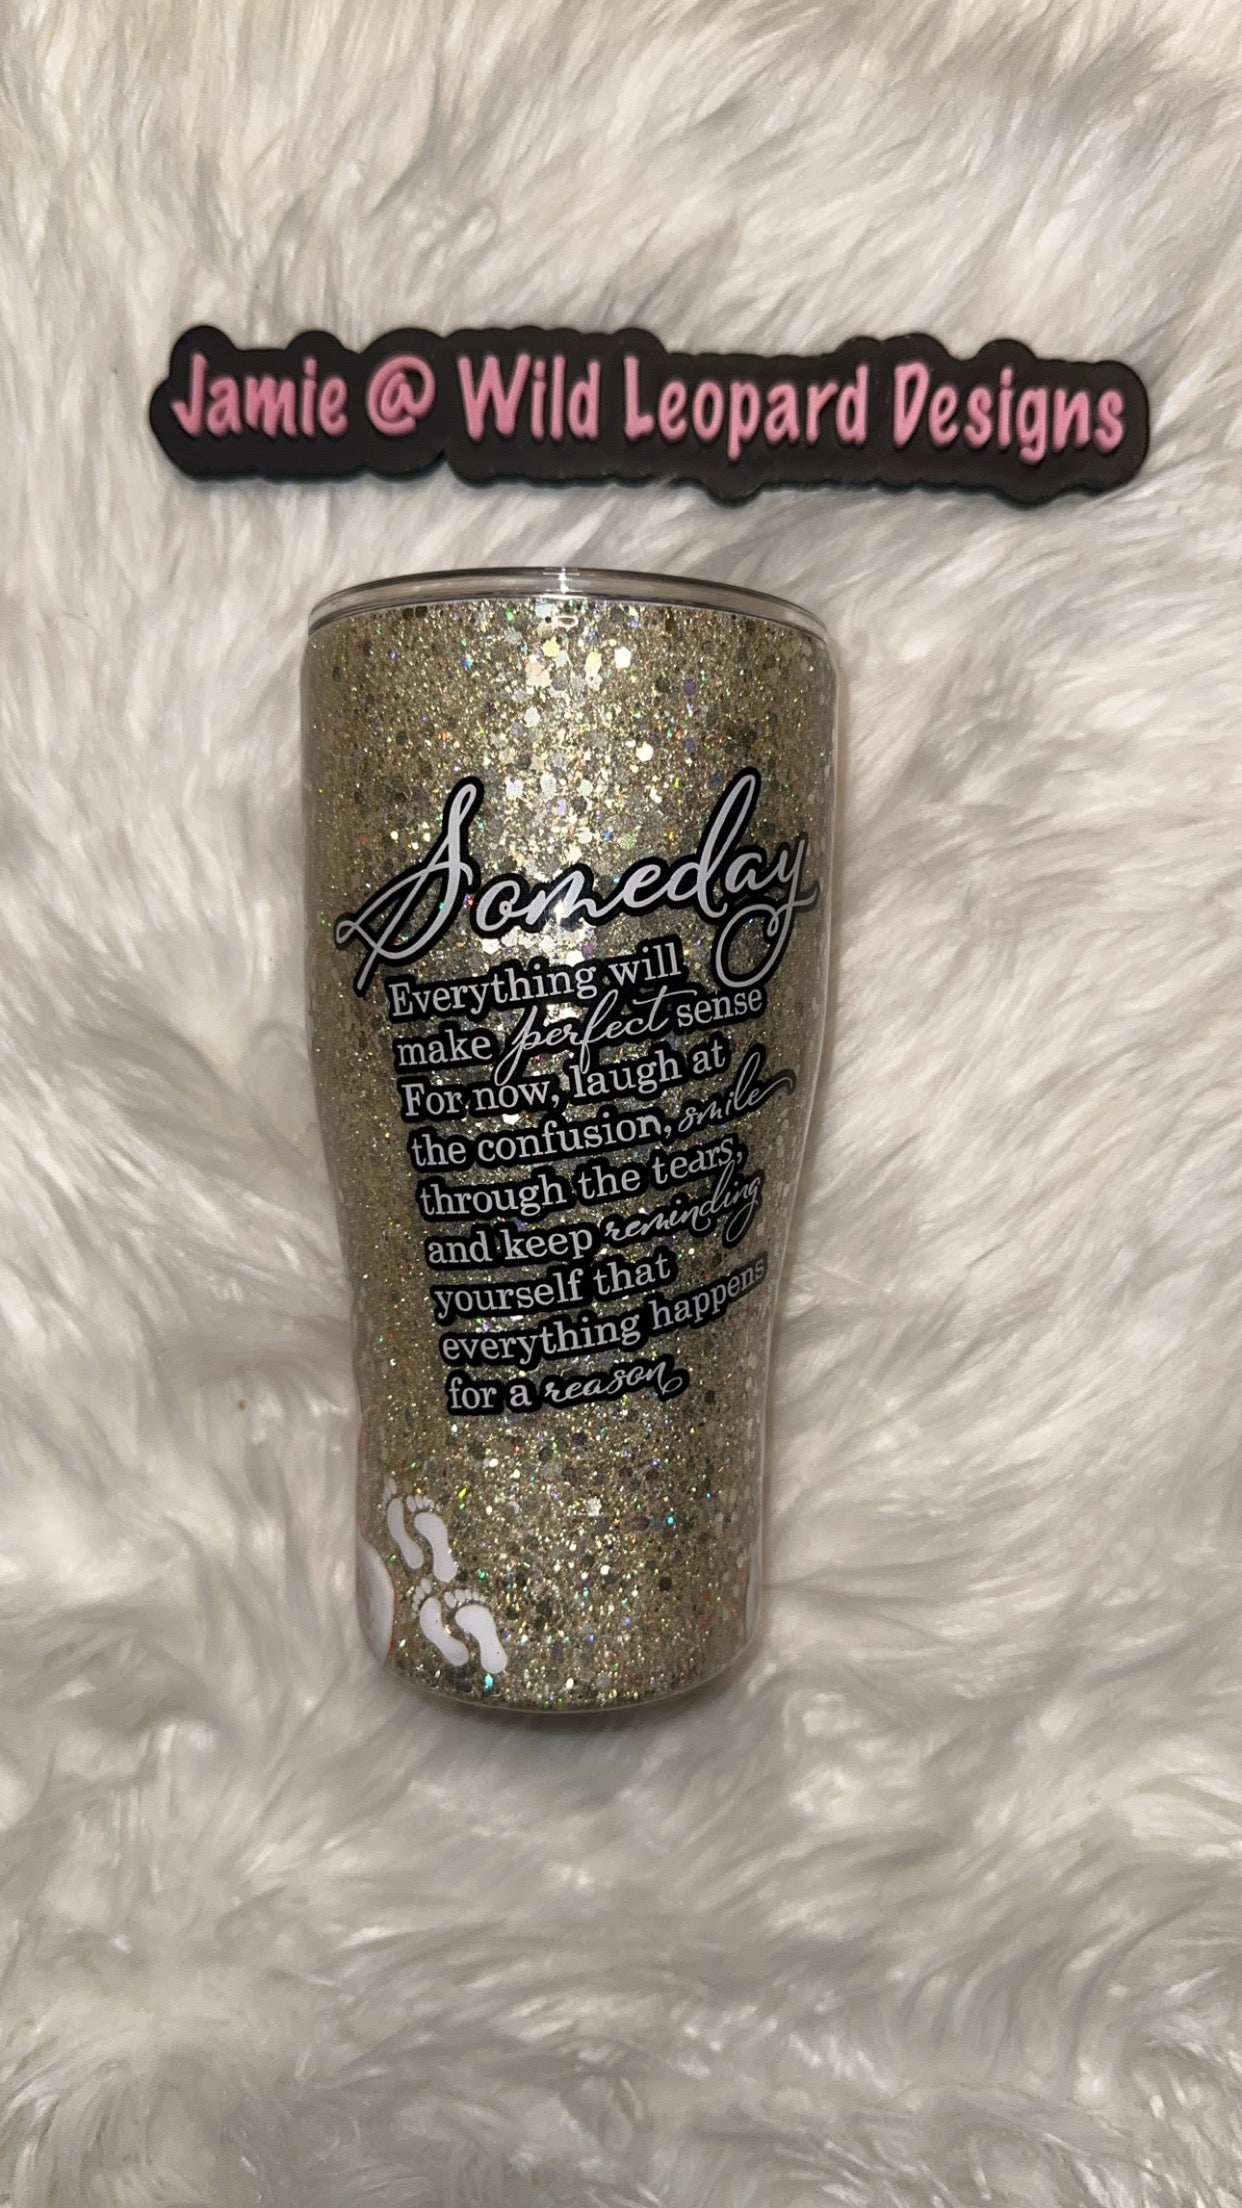 Jamie @ Wild Leopard Designs
Someday
Everything will
make perfect sense
For now, laugh at
the confusion, smile
through the tears,
and keep reminding
yourself that
everything happens
for a reason